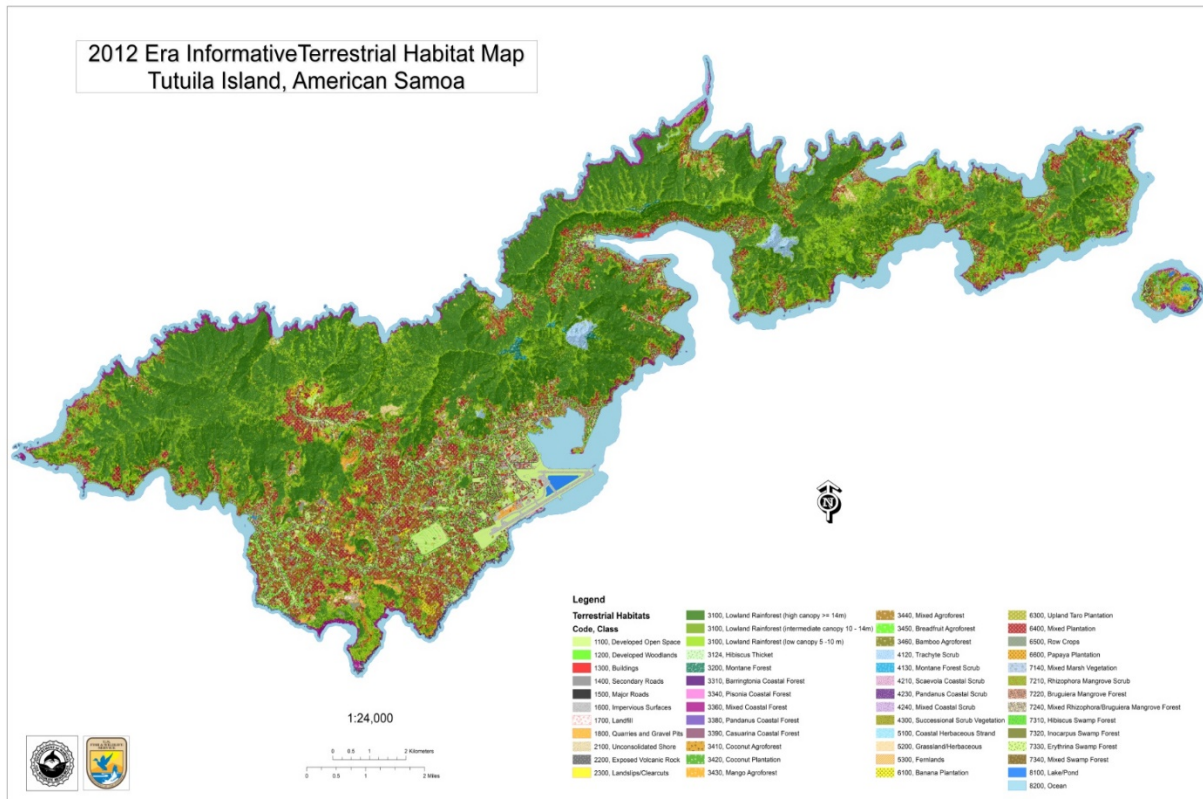 2012 Era InformativeTerrestrial Habitat Map
Tutuila Island, American Samoa
N
1:24,000
0 0.5 1 2 Kilometers
0 0.5 1 2 Miles
Legend
Terrestrial Habitats
Code, Class
1100, Developed Open Space
1200, Developed Woodlands
1300, Buildings
1400, Secondary Roads
1500, Major Roads
1600, Impervious Surfaces
1700, Landfill
1800, Quarries and Gravel Pits
2100, Unconsolidated Shore
2200, Exposed Volcanic Rock
2300, Landslips/Clearcuts
3100, Lowland Rainforest (high canopy >= 14m)
3100, Lowland Rainforest (intermediate canopy 10 - 14m)
3100, Lowland Rainforest (low canopy 5 -10 m)
3124, Hibiscus Thicket
3200, Montane Forest
3310, Barringtonia Coastal Forest
3340, Pisonia Coastal Forest
3360, Mixed Coastal Forest
3380, Pandanus Coastal Forest
3390, Casuarina Coastal Forest
3410, Coconut Agroforest
3420, Coconut Plantation
3430, Mango Agroforest
3440, Mixed Agroforest
3450, Breadfruit Agroforest
3460, Bamboo Agroforest
4120, Trachyte Scrub
4130, Montane Forest Scrub
4210, Scaevola Coastal Scrub
4230, Pandanus Coastal Scrub
4240, Mixed Coastal Scrub
4300, Successional Scrub Vegetation
5100, Coastal Herbaceous Strand
5200, Grassland/Herbaceous
5300, Fernlands
6100, Banana Plantation
6300, Upland Taro Plantation
6400, Mixed Plantation
6500, Row Crops
6600, Papaya Plantation
7140, Mixed Marsh Vegetation
7210, Rhizophora Mangrove Scrub
7220, Bruguiera Mangrove Forest
7240, Mixed Rhizophora/Bruguiera Mangrove Forest
7310, Hibiscus Swamp Forest
7320, Inocarpus Swamp Forest
7330, Erythrina Swamp Forest
7340, Mixed Swamp Forest
8100, Lake/Pond
8200, Ocean
U.S.
FISH & WILDLIFE
SERVICE